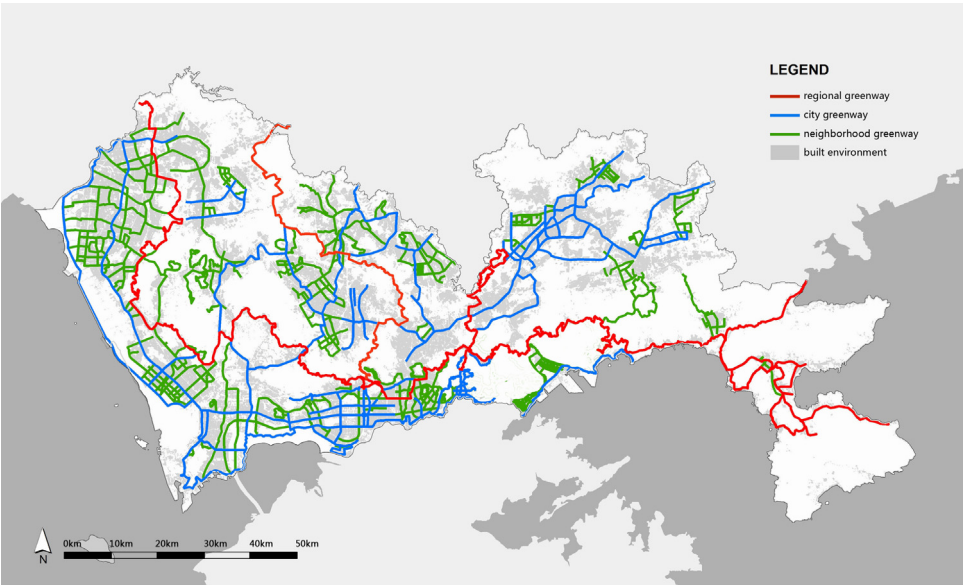 LEGEND
regional greenway
city greenway
neighborhood greenway
built environment
0km 10km 20km 30km 40km 50km
N